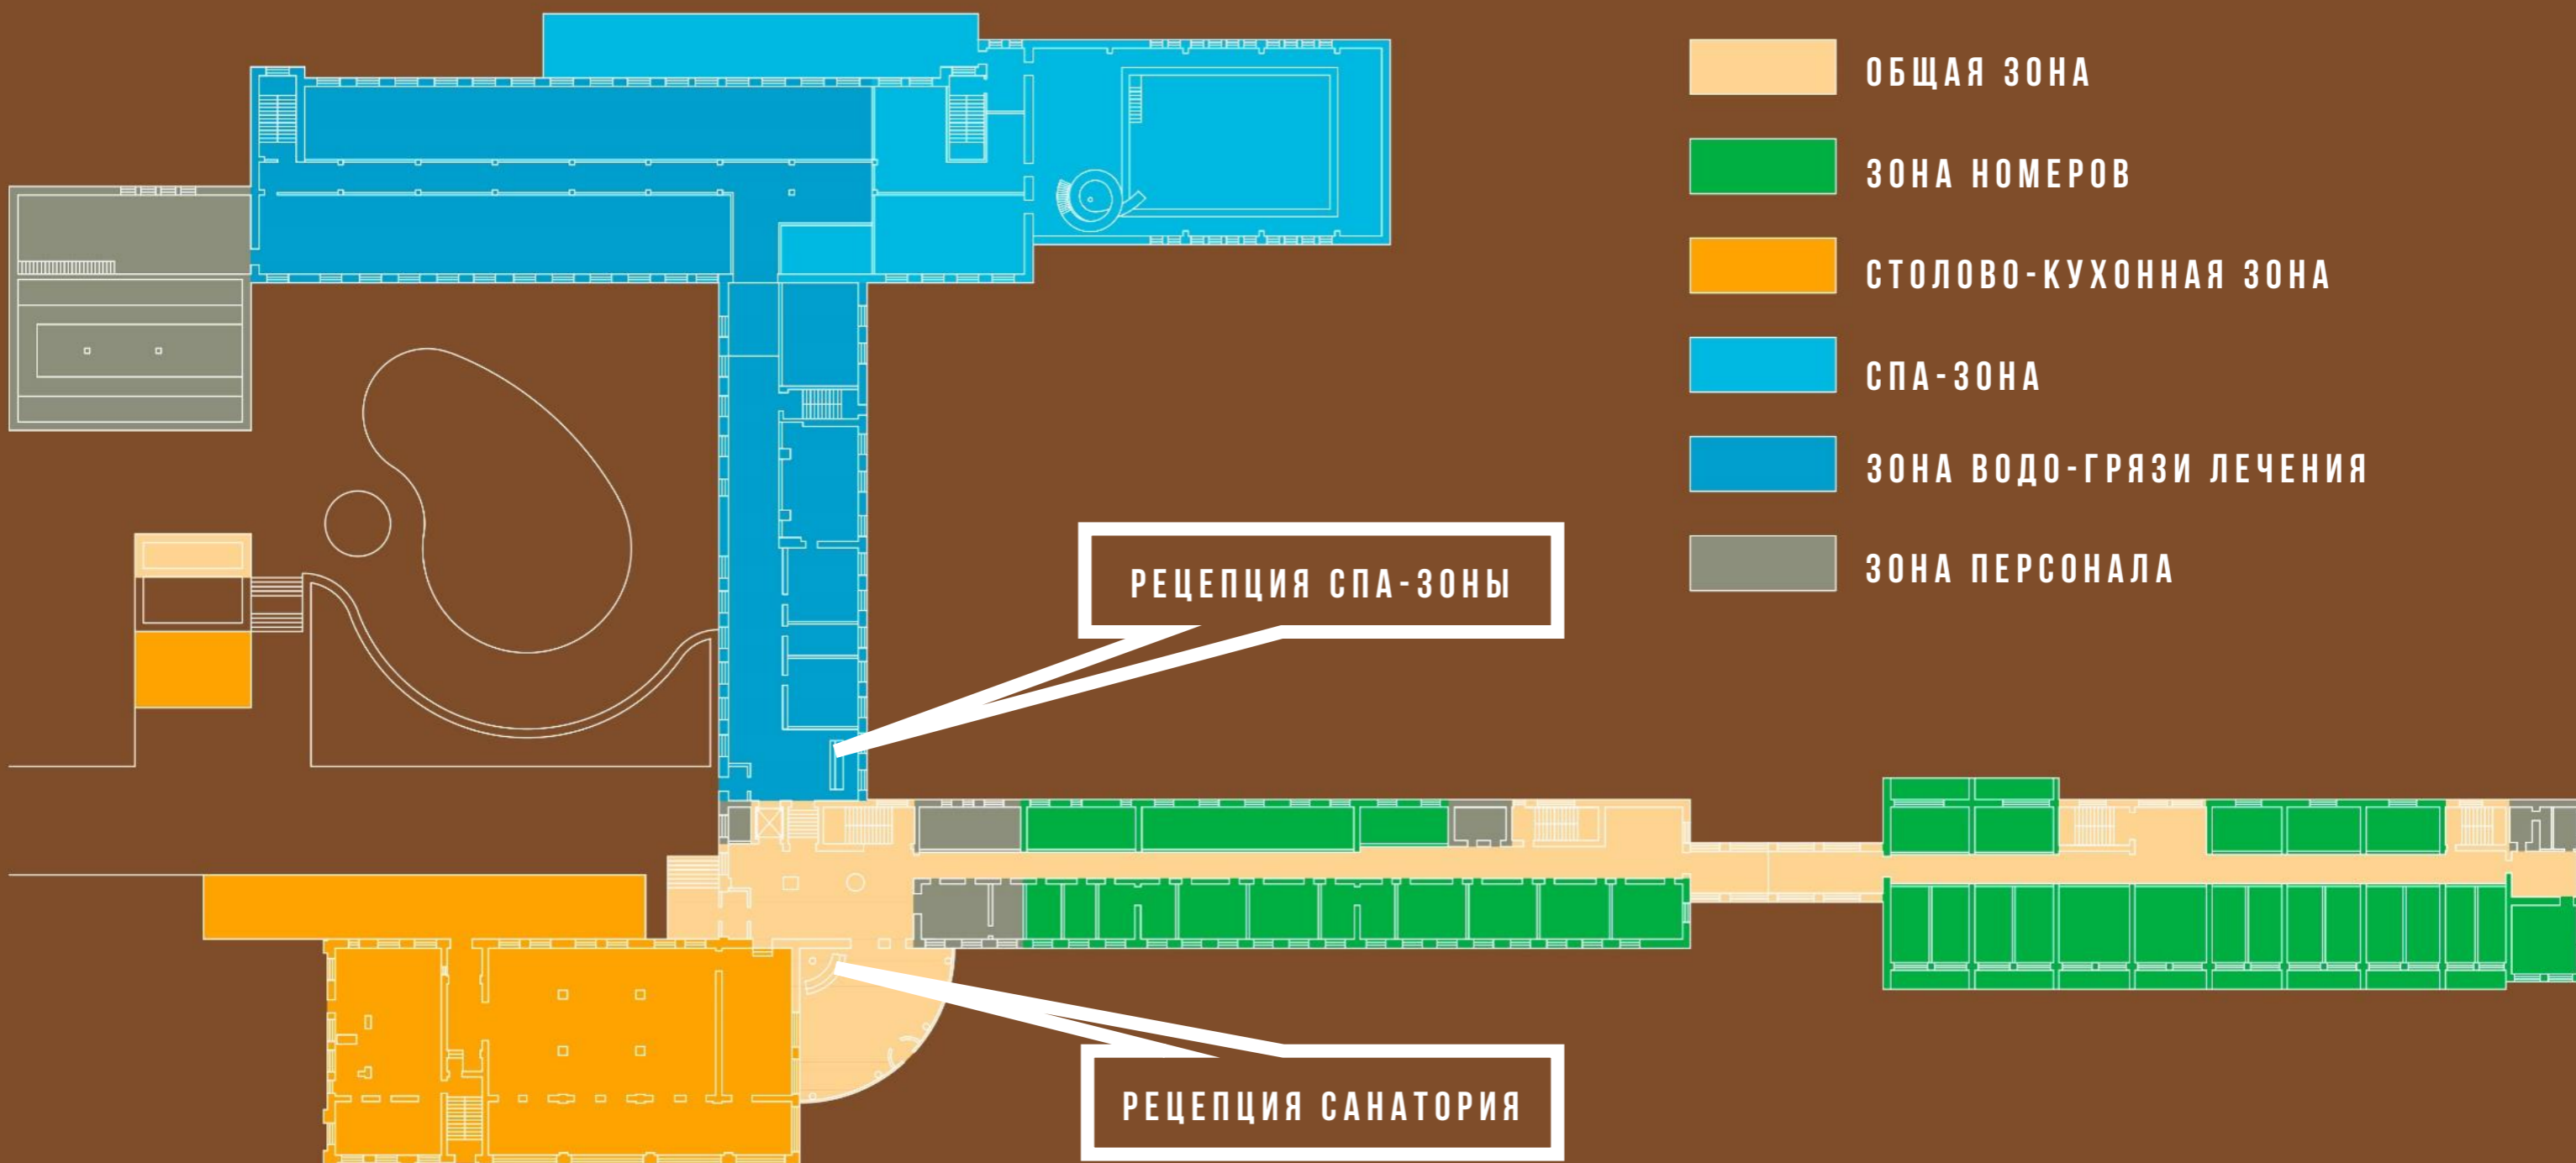 ОБЩАЯ ЗОНА
ЗОНА НОМЕРОВ
СТОЛОВО-КУХОННАЯ ЗОНА
СПА-ЗОНА
ЗОНА ВОДО-ГРЯЗИ ЛЕЧЕНИЯ
ЗОНА ПЕРСОНАЛА
РЕЦЕПЦИЯ СПА-ЗОНЫ
РЕЦЕПЦИЯ САНАТОРИЯ